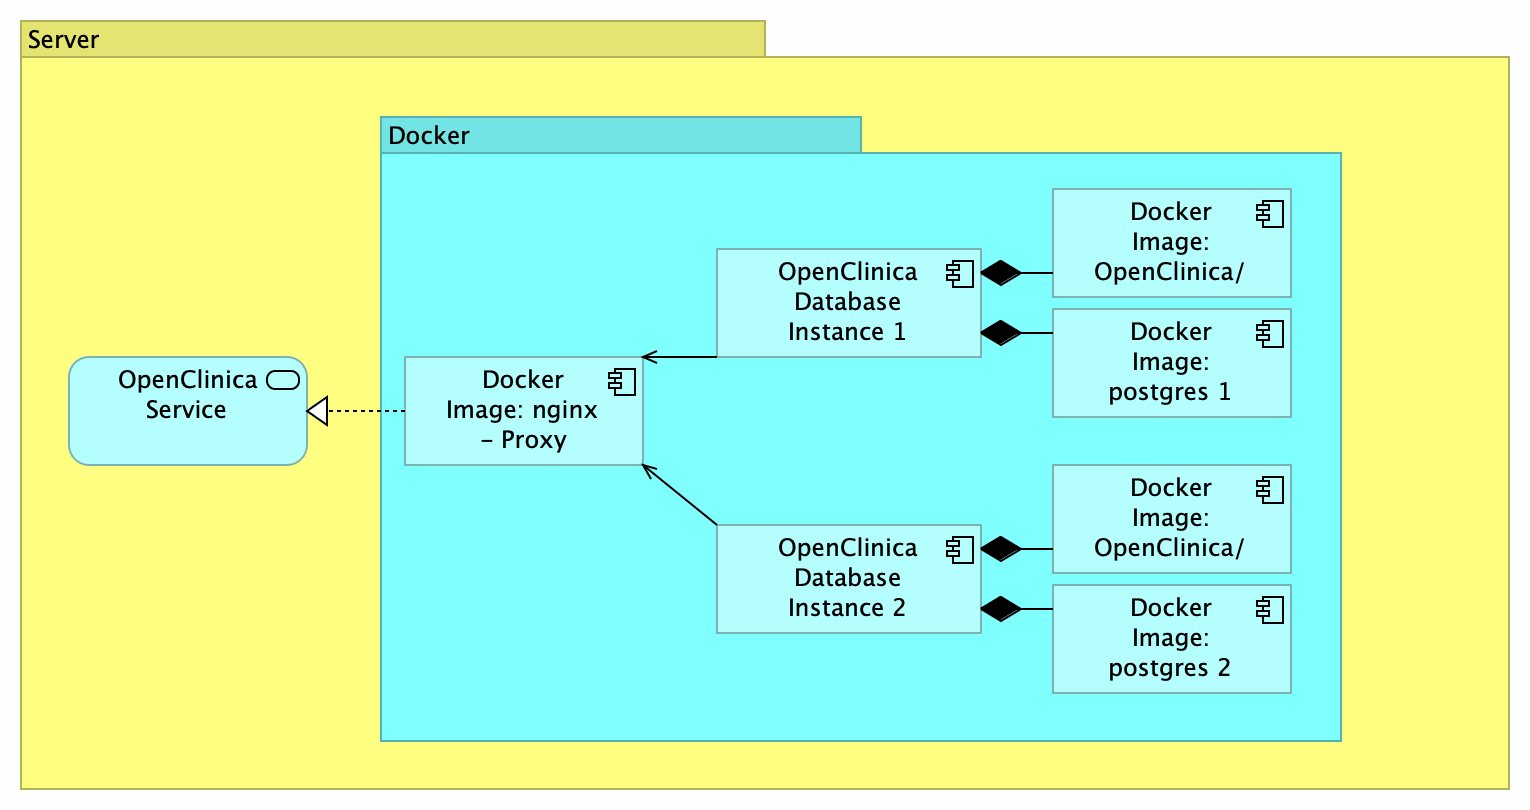 Server
Docker
OpenClinica
Service
Docker
Image: nginx
– Proxy
OpenClinica
Database
Instance 1
Docker
Image:
OpenClinica/
Docker
Image:
postgres 1
OpenClinica
Database
Instance 2
Docker
Image:
OpenClinica/
Docker
Image:
postgres 2